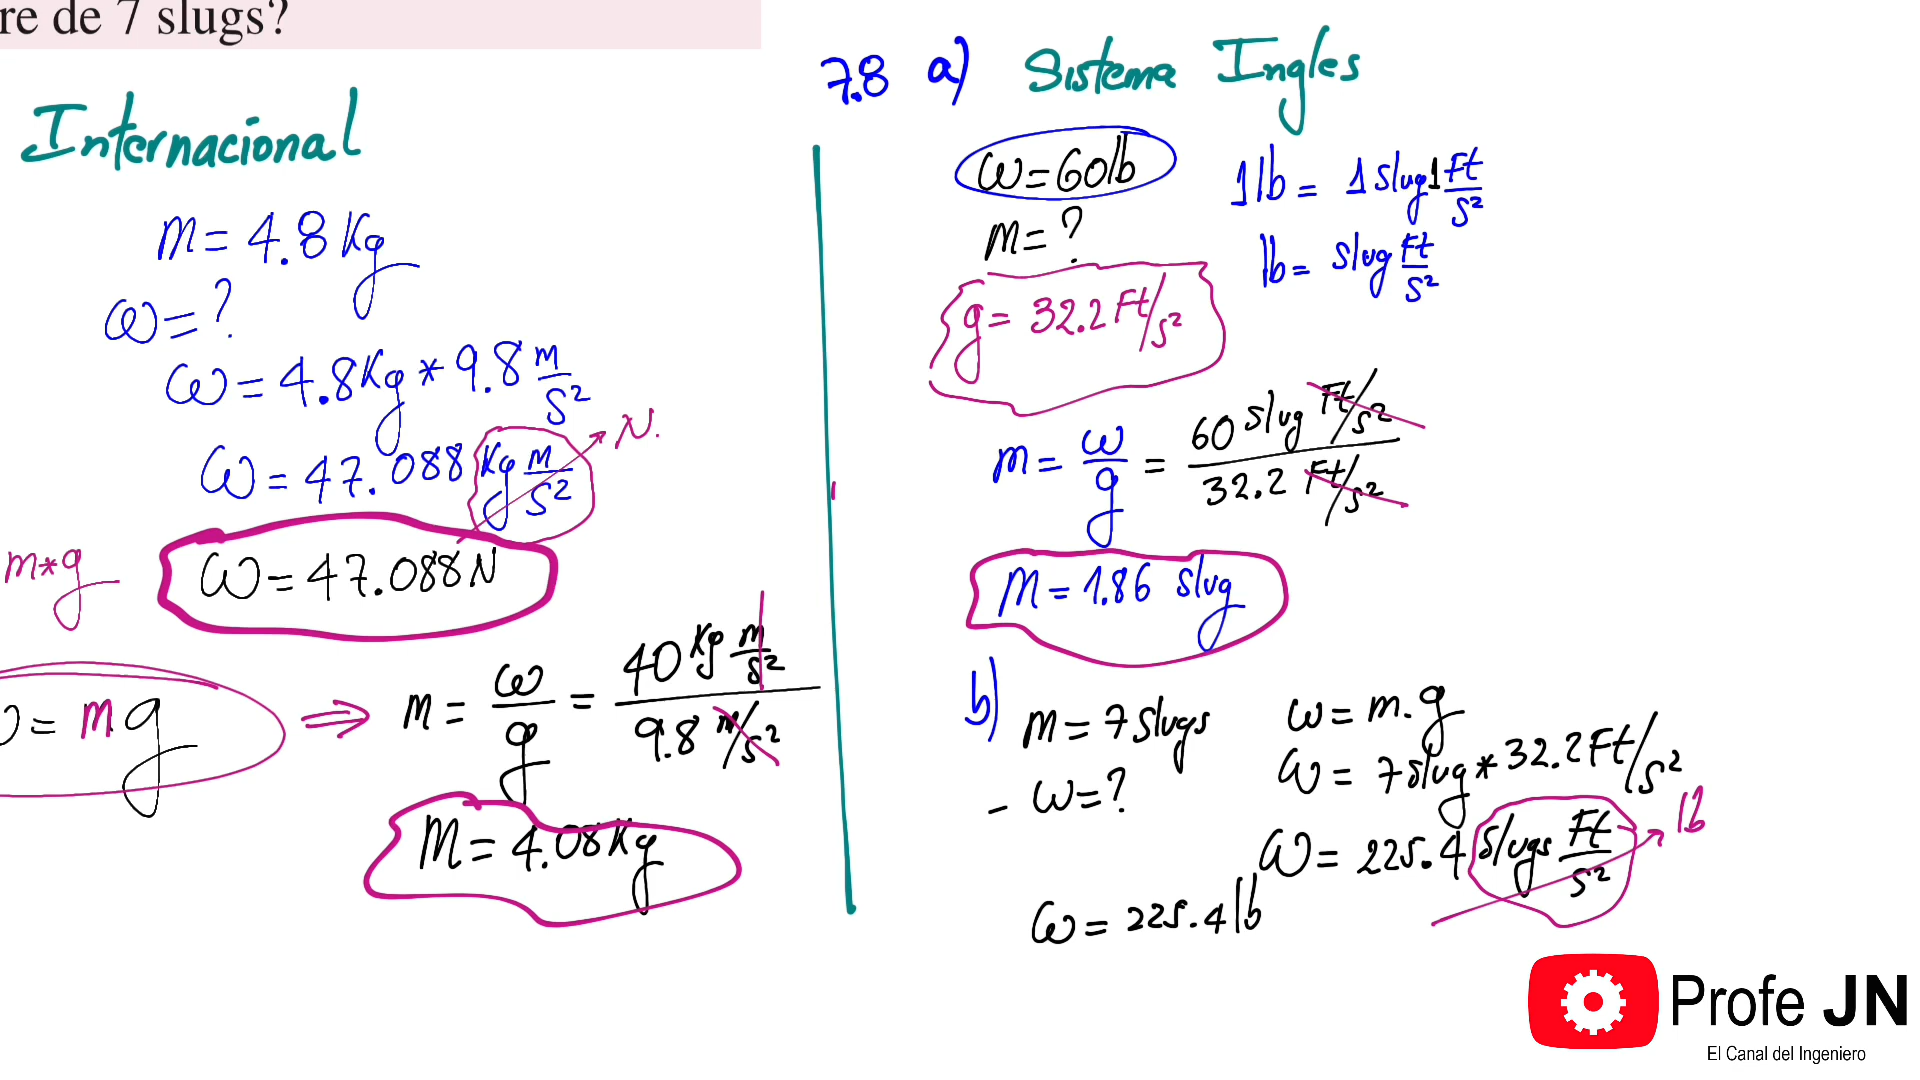 re de 7 slugs?
Internacional
m = 4.8 Kg
ω = ?
ω = 4.8 Kg * 9.8 m/s²
ω = 47.088 Kg m/s² N.
ω = 47.088 N
m*g
ω = mg ⇒ m = ω/g = 40 Kg m/s² / 9.8 m/s²
M = 4.08 Kg
7.8 a) Sistema Ingles
ω = 60 lb
m = ?
g = 32.2 Ft/s²
1 lb = 1 slug 1 Ft/s²
lb = slug Ft/s²
m = ω/g = 60 slug Ft/s² / 32.2 Ft/s²
M = 1.86 slug
b)
m = 7 slugs
- ω = ?
ω = m.g
ω = 7 slug * 32.2 Ft/s²
ω = 225.4 slugs Ft/s² lb
ω = 225.4 lb
Profe JN
El Canal del Ingeniero